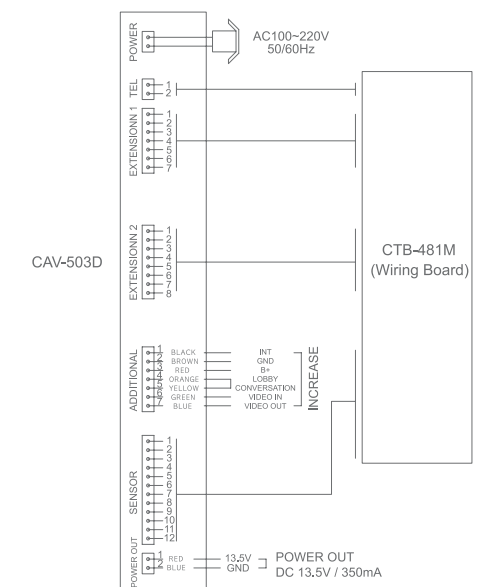 POWER
AC100~220V
50/60Hz
TEL
1
2
EXTENSIONN 1
1
2
3
4
5
6
7
EXTENSIONN 2
1
2
3
4
5
6
7
8
CAV-503D
CTB-481M
(Wiring Board)
ADDITIONAL
1 BLACK INT
2 BROWN GND
3 RED B+
4 ORANGE LOBBY
5 YELLOW CONVERSATION
6 GREEN VIDEO IN
7 BLUE VIDEO OUT
INCREASE
SENSOR
1
2
3
4
5
6
7
8
9
10
11
12
POWER OUT
1 RED 13.5V
2 BLUE GND
POWER OUT
DC 13.5V / 350mA